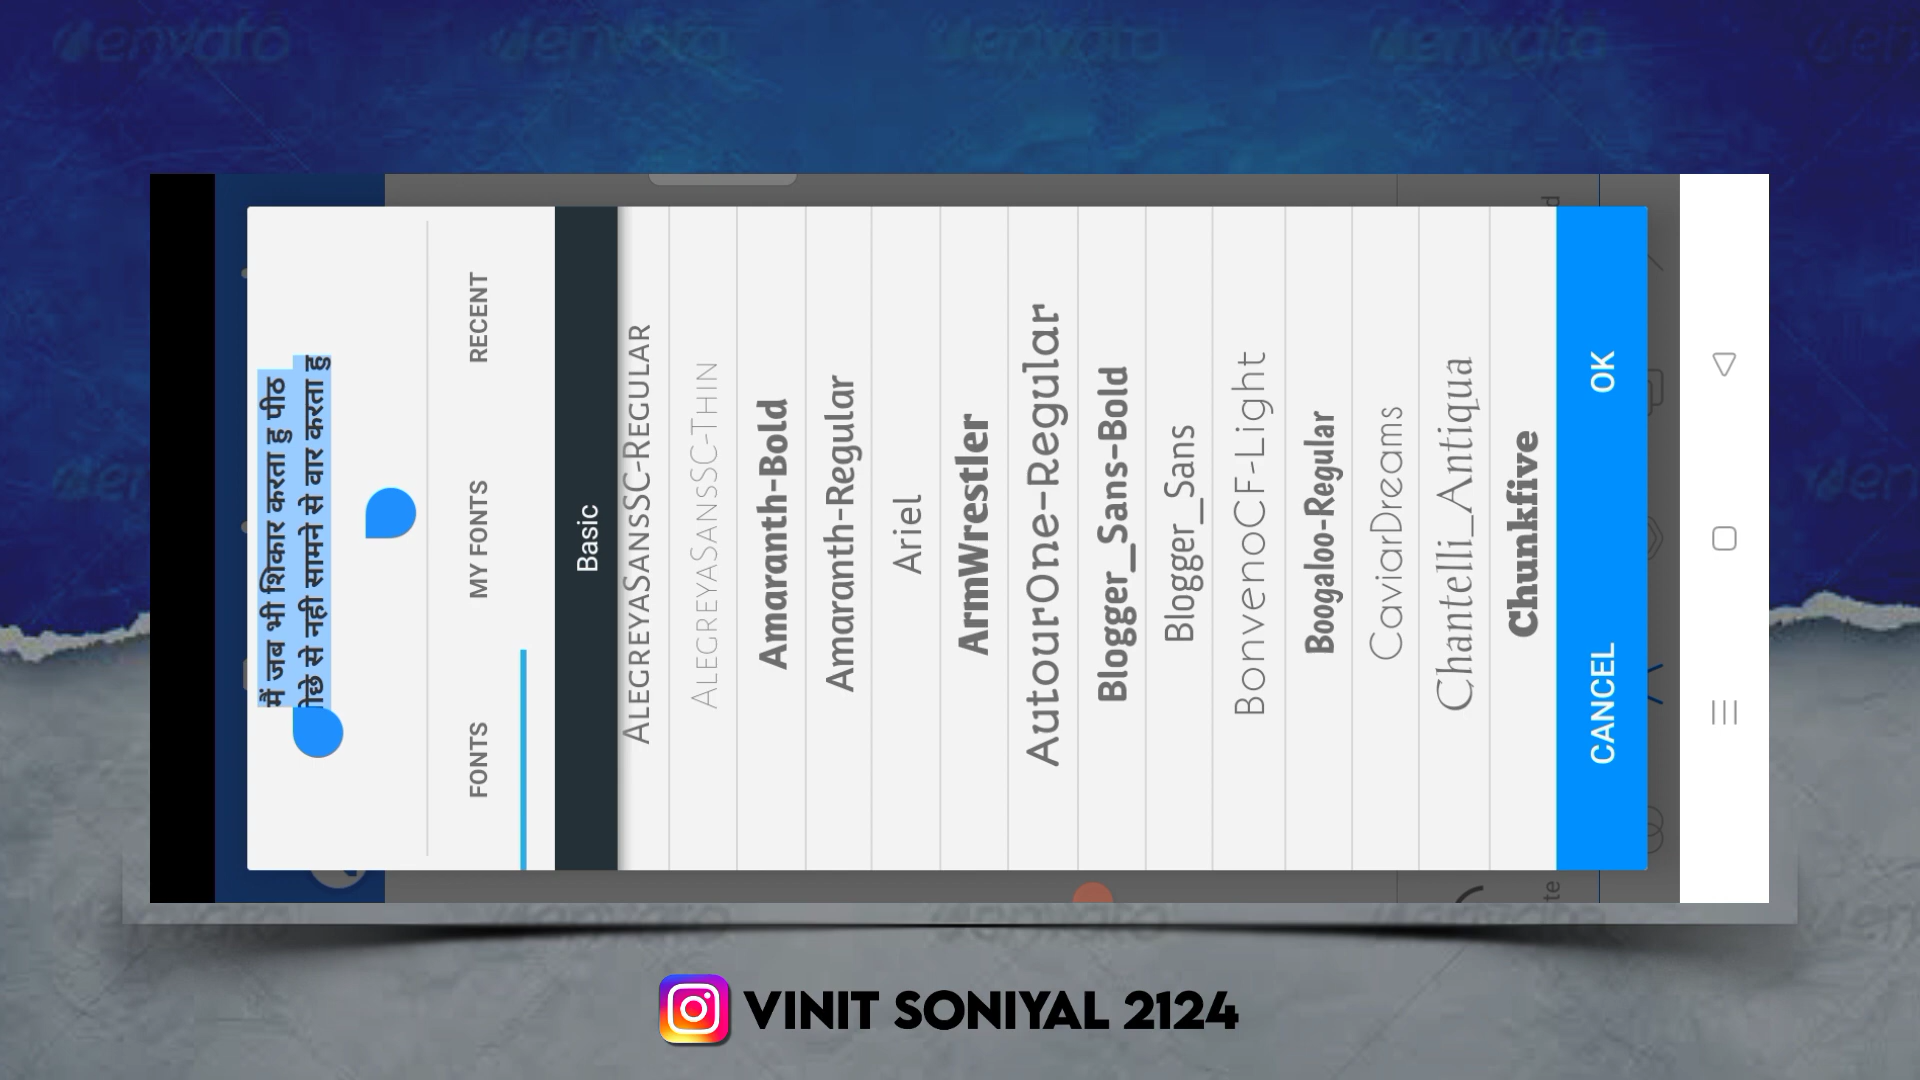 मैं जब भी शिकार करता हु पीठ
पीछे से नही सामने से वार करता हु
FONTS
MY FONTS
RECENT
Basic
AlegreyaSansSC-Regular
AlegreyaSansSC-Thin
Amaranth-Bold
Amaranth-Regular
Ariel
ArmWrestler
AutourOne-Regular
Blogger_Sans-Bold
Blogger_Sans
BonvenoCF-Light
Boogaloo-Regular
CaviarDreams
Chantelli_Antiqua
Chunkfive
CANCEL
OK
VINIT SONIYAL 2124
envato